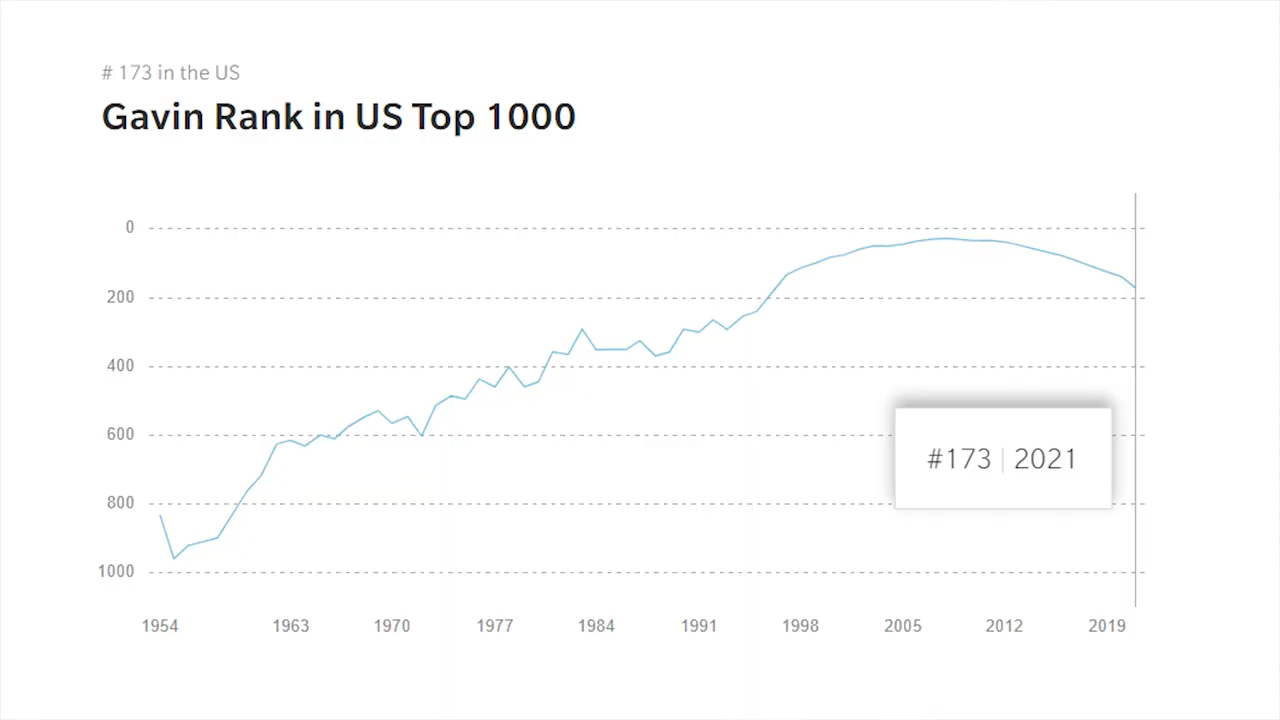 # 173 in the US
Gavin Rank in US Top 1000
0
200
400
600
800
1000
#173 | 2021
1954 1963 1970 1977 1984 1991 1998 2005 2012 2019